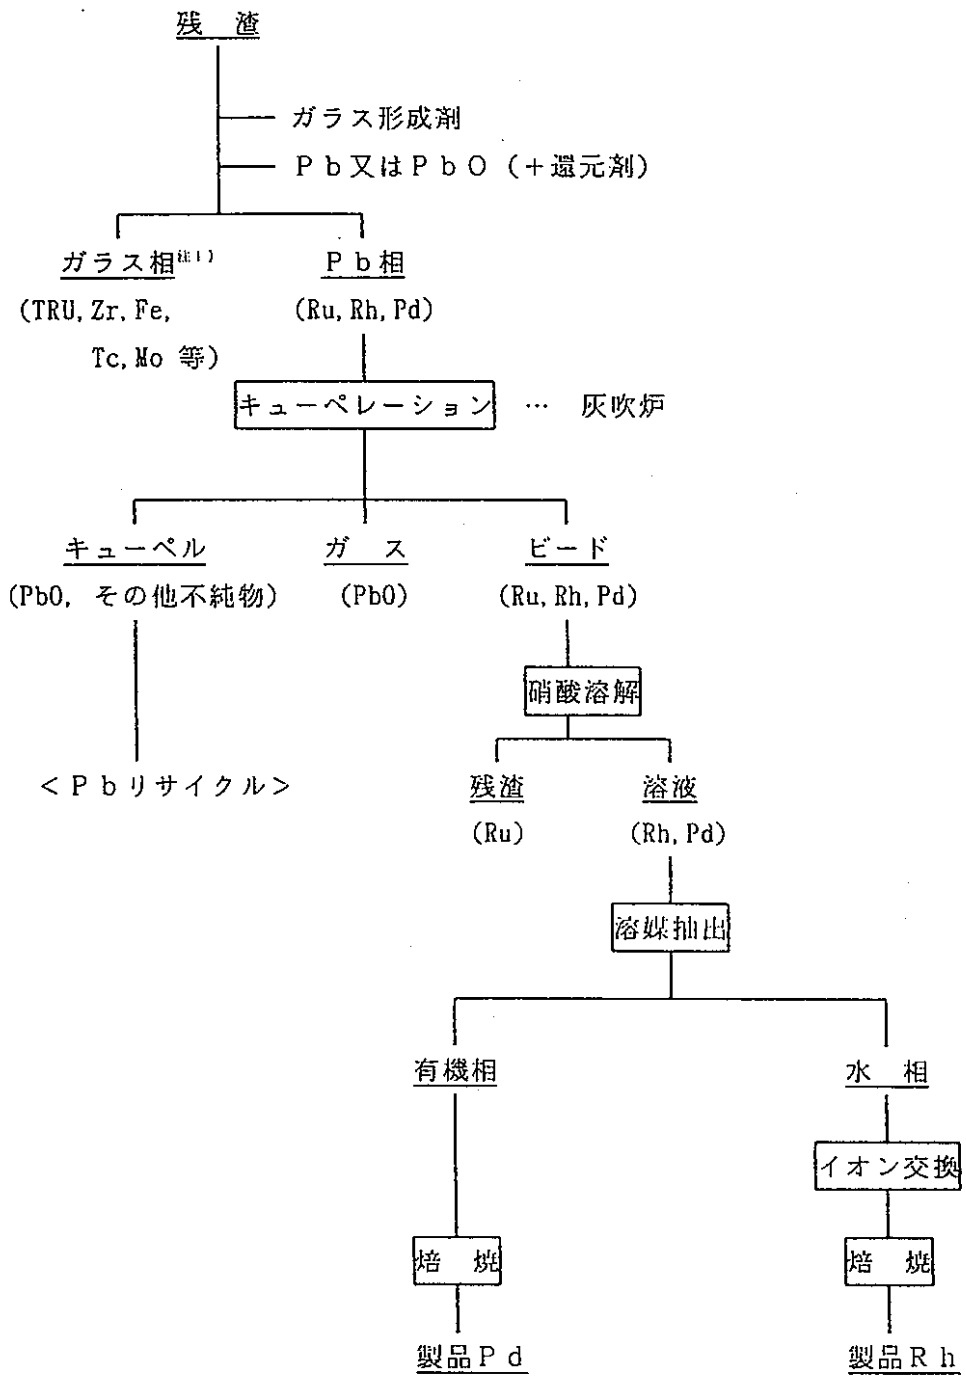 残　渣
ガラス形成剤
Ｐｂ又はＰｂＯ（＋還元剤）
ガラス相注1)　Ｐｂ相
(TRU, Zr, Fe,　(Ru, Rh, Pd)
Tc, Mo 等)
キューペレーション　…　灰吹炉
キューペル　ガ　ス　ビード
(PbO, その他不純物)　(PbO)　(Ru, Rh, Pd)
硝酸溶解
＜Ｐｂリサイクル＞　残渣　溶液
(Ru)　(Rh, Pd)
溶媒抽出
有機相　水　相
イオン交換
焙　焼　焙　焼
製品Ｐｄ　製品Ｒｈ